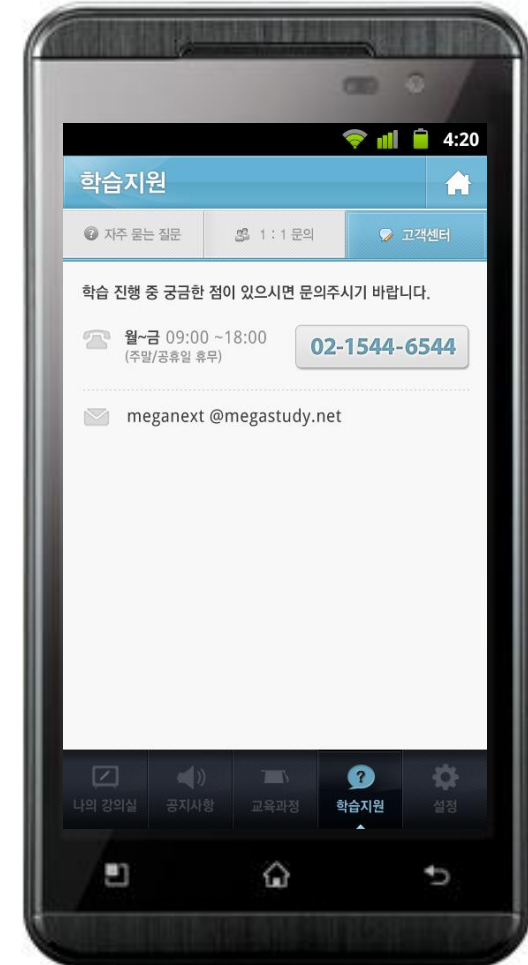 4:20
학습지원
자주 묻는 질문
1 : 1 문의
고객센터
학습 진행 중 궁금한 점이 있으시면 문의주시기 바랍니다.
월~금 09:00 ~18:00
(주말/공휴일 휴무)
02-1544-6544
meganext @megastudy.net
나의 강의실
공지사항
교육과정
학습지원
설정